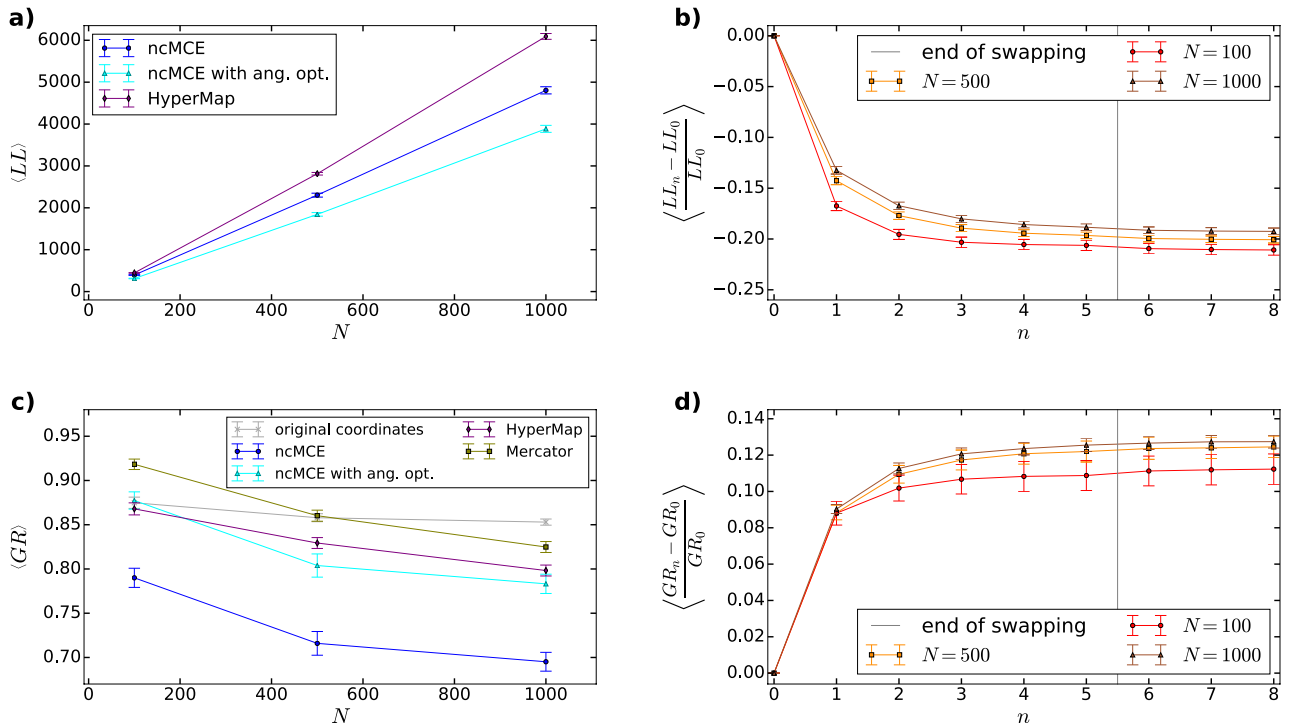 a)
6000
5000
4000
3000
2000
1000
0
⟨LL⟩
ncMCE
ncMCE with ang. opt.
HyperMap
0 200 400 600 800 1000
N
b)
0.00
−0.05
−0.10
−0.15
−0.20
−0.25
⟨(LL_n − LL_0)/LL_0⟩
end of swapping
N = 500
N = 100
N = 1000
0 1 2 3 4 5 6 7 8
n
c)
0.95
0.90
0.85
0.80
0.75
0.70
⟨GR⟩
original coordinates
ncMCE
ncMCE with ang. opt.
HyperMap
Mercator
0 200 400 600 800 1000
N
d)
0.14
0.12
0.10
0.08
0.06
0.04
0.02
0.00
⟨(GR_n − GR_0)/GR_0⟩
end of swapping
N = 500
N = 100
N = 1000
0 1 2 3 4 5 6 7 8
n